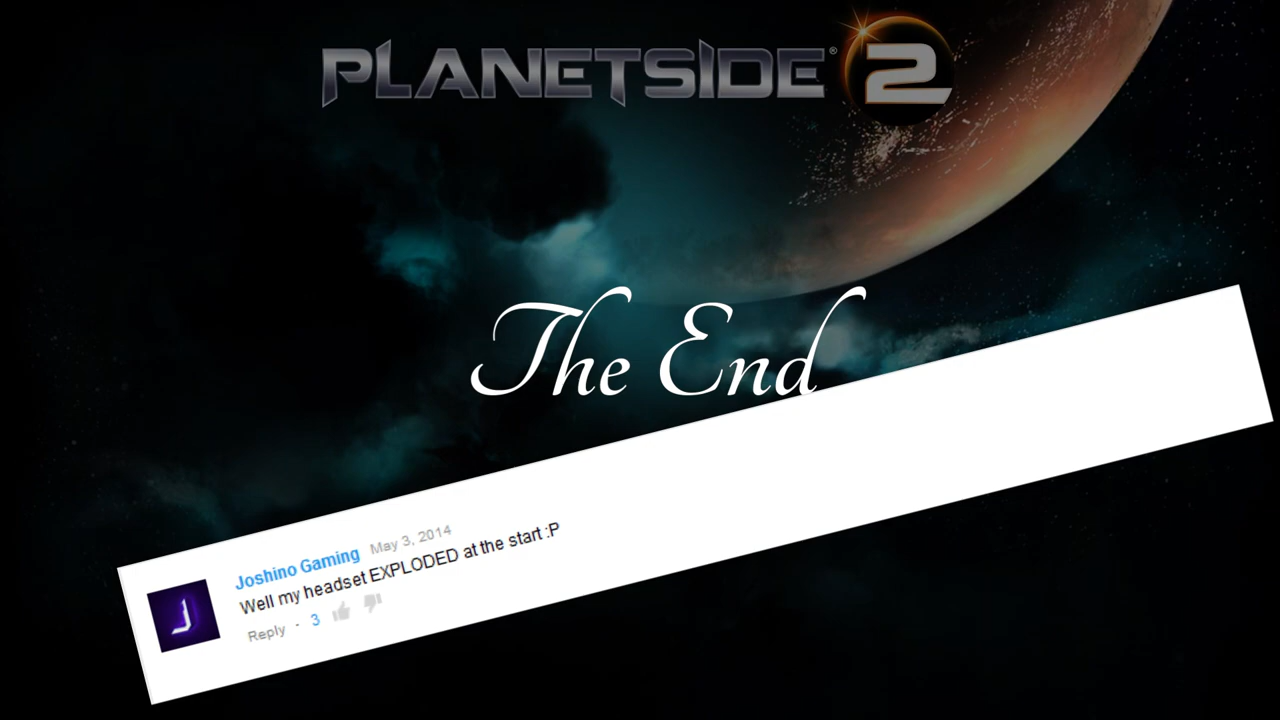 PLANETSIDE® 2
The End
Joshino Gaming May 3, 2014
Well my headset EXPLODED at the start :P
Reply · 3